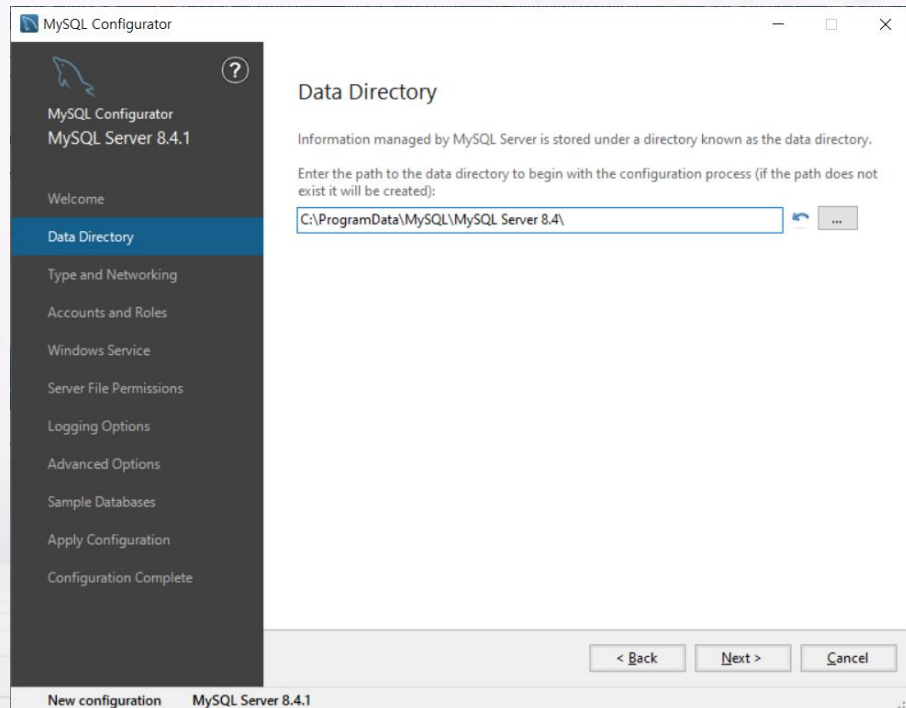 MySQL Configurator
?
MySQL Configurator
MySQL Server 8.4.1
Welcome
Data Directory
Type and Networking
Accounts and Roles
Windows Service
Server File Permissions
Logging Options
Advanced Options
Sample Databases
Apply Configuration
Configuration Complete
Data Directory
Information managed by MySQL Server is stored under a directory known as the data directory.
Enter the path to the data directory to begin with the configuration process (if the path does not
exist it will be created):
C:\ProgramData\MySQL\MySQL Server 8.4\
...
< Back
Next >
Cancel
New configuration MySQL Server 8.4.1